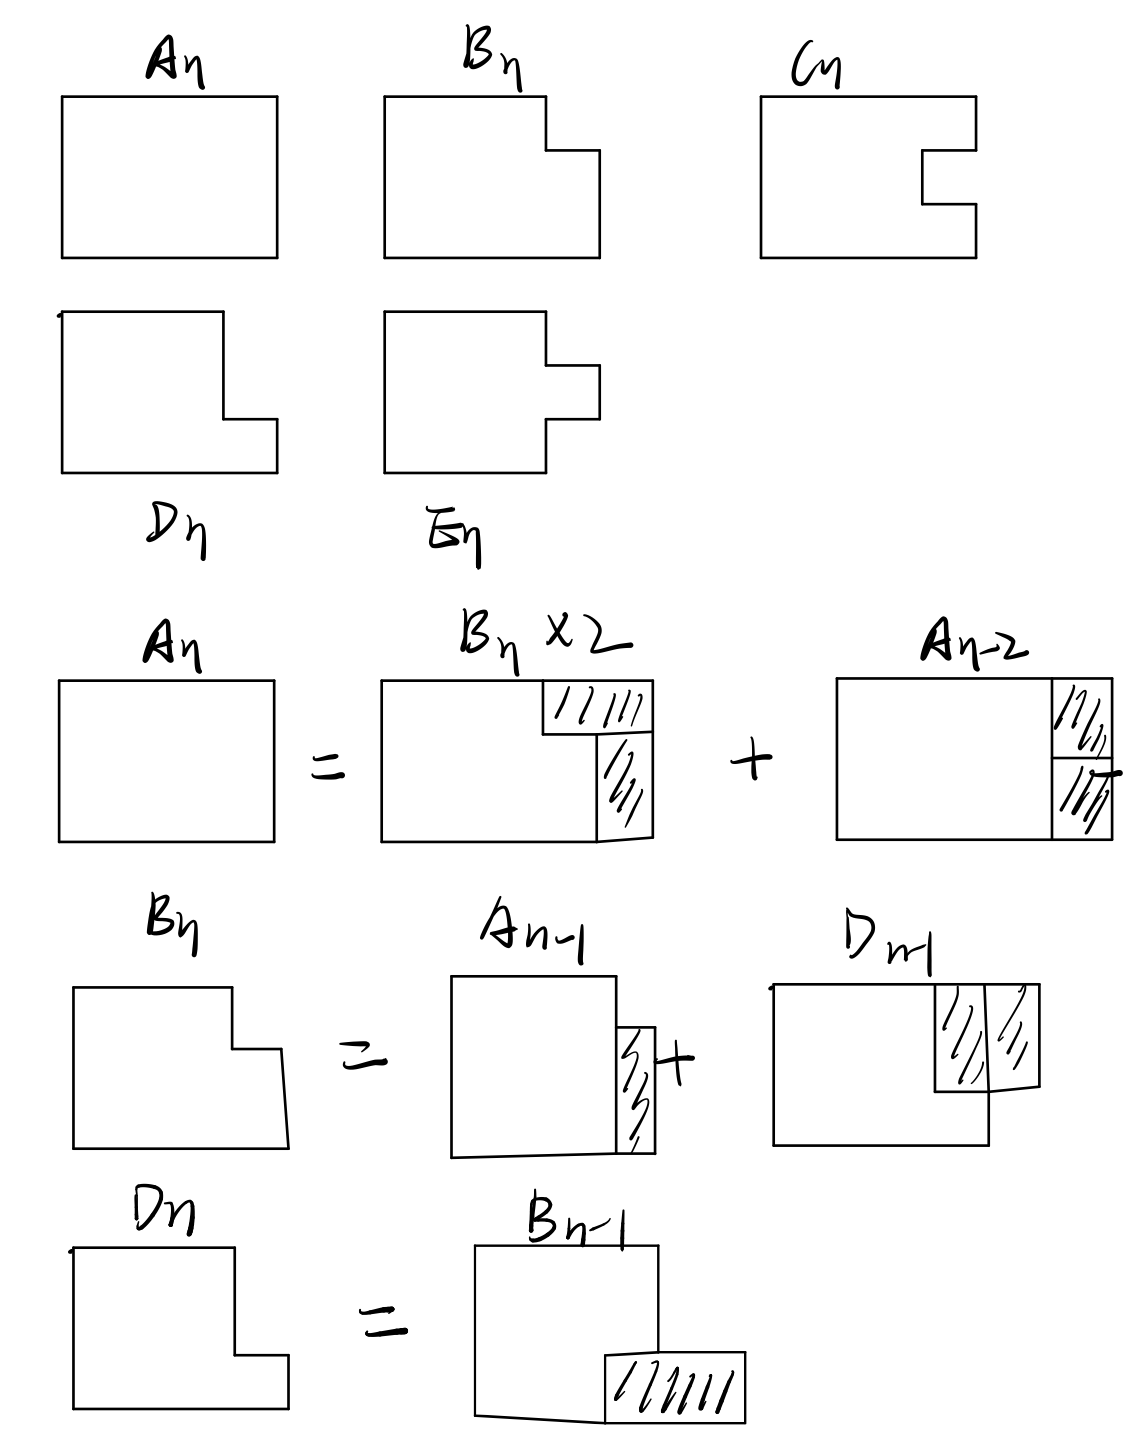 An Bn Cn
Dn En
An = Bn x2 + An-2
Bn = An-1 + Dn-1
Dn = Bn-1